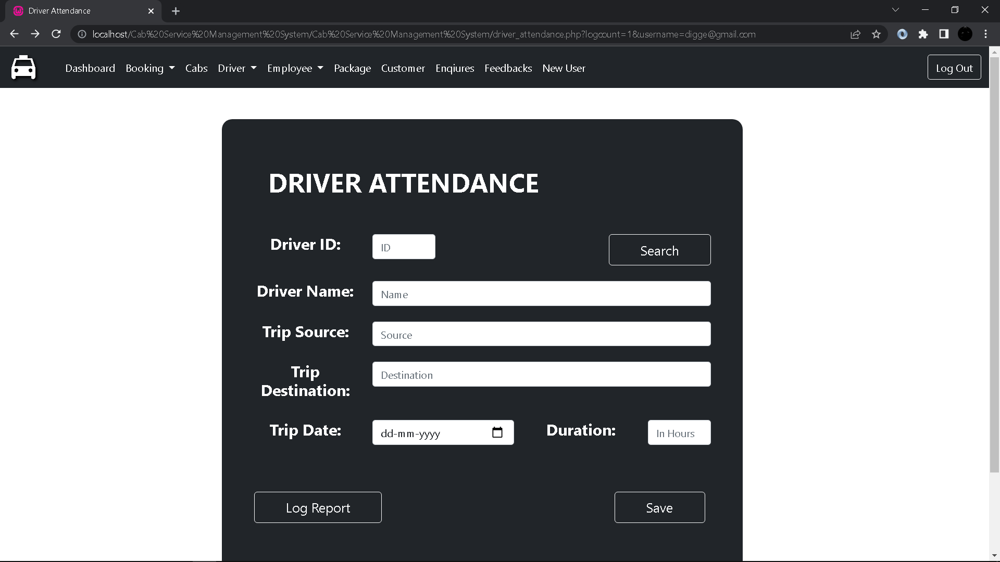 Driver Attendance
localhost/Cab%20Service%20Management%20System/Cab%20Service%20Management%20System/driver_attendance.php?logcount=1&username=digge@gmail.com
Dashboard Booking Cabs Driver Employee Package Customer Enqiures Feedbacks New User Log Out
DRIVER ATTENDANCE
Driver ID: ID Search
Driver Name: Name
Trip Source: Source
Trip Destination: Destination
Trip Date: dd-mm-yyyy Duration: In Hours
Log Report Save